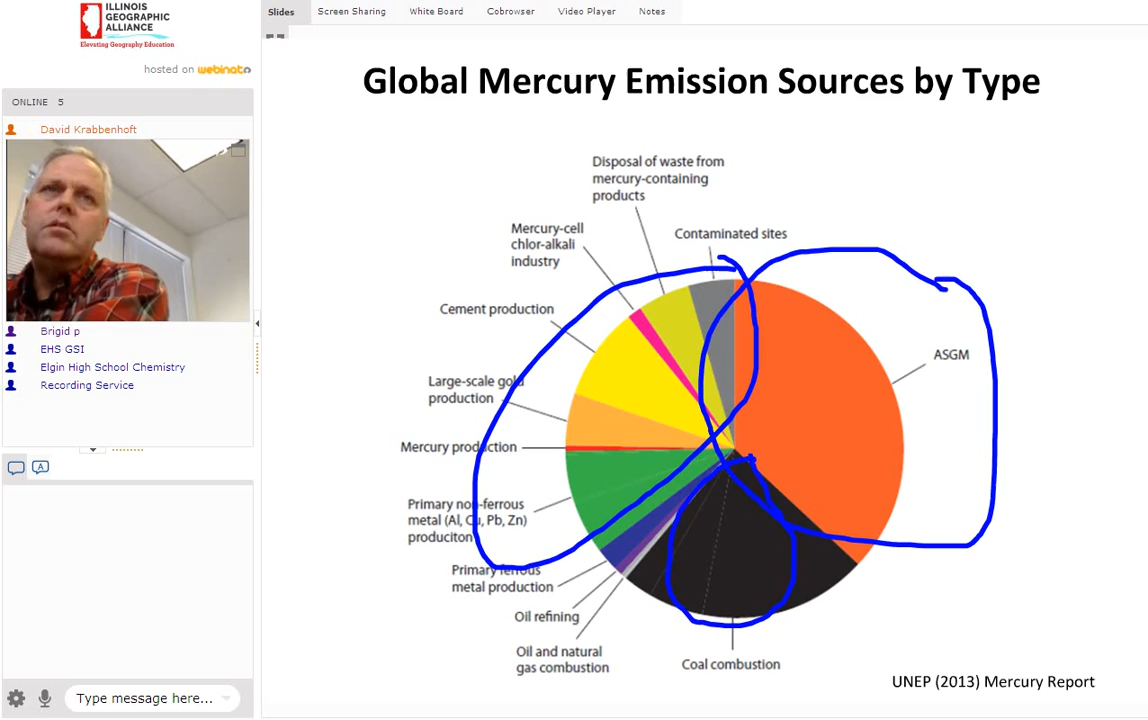 ILLINOIS
GEOGRAPHIC
ALLIANCE
Elevating Geography Education
hosted on webinato
ONLINE 5
David Krabbenhoft
Brigid p
EHS GSI
Elgin High School Chemistry
Recording Service
A
Type message here...
Slides Screen Sharing White Board Cobrowser Video Player Notes
Global Mercury Emission Sources by Type
Disposal of waste from
mercury-containing
products
Contaminated sites
Mercury-cell
chlor-alkali
industry
Cement production
ASGM
Large-scale gold
production
Mercury production
Primary non-ferrous
metal (Al, Cu, Pb, Zn)
produciton
Primary ferrous
metal production
Oil refining
Oil and natural
gas combustion
Coal combustion
UNEP (2013) Mercury Report